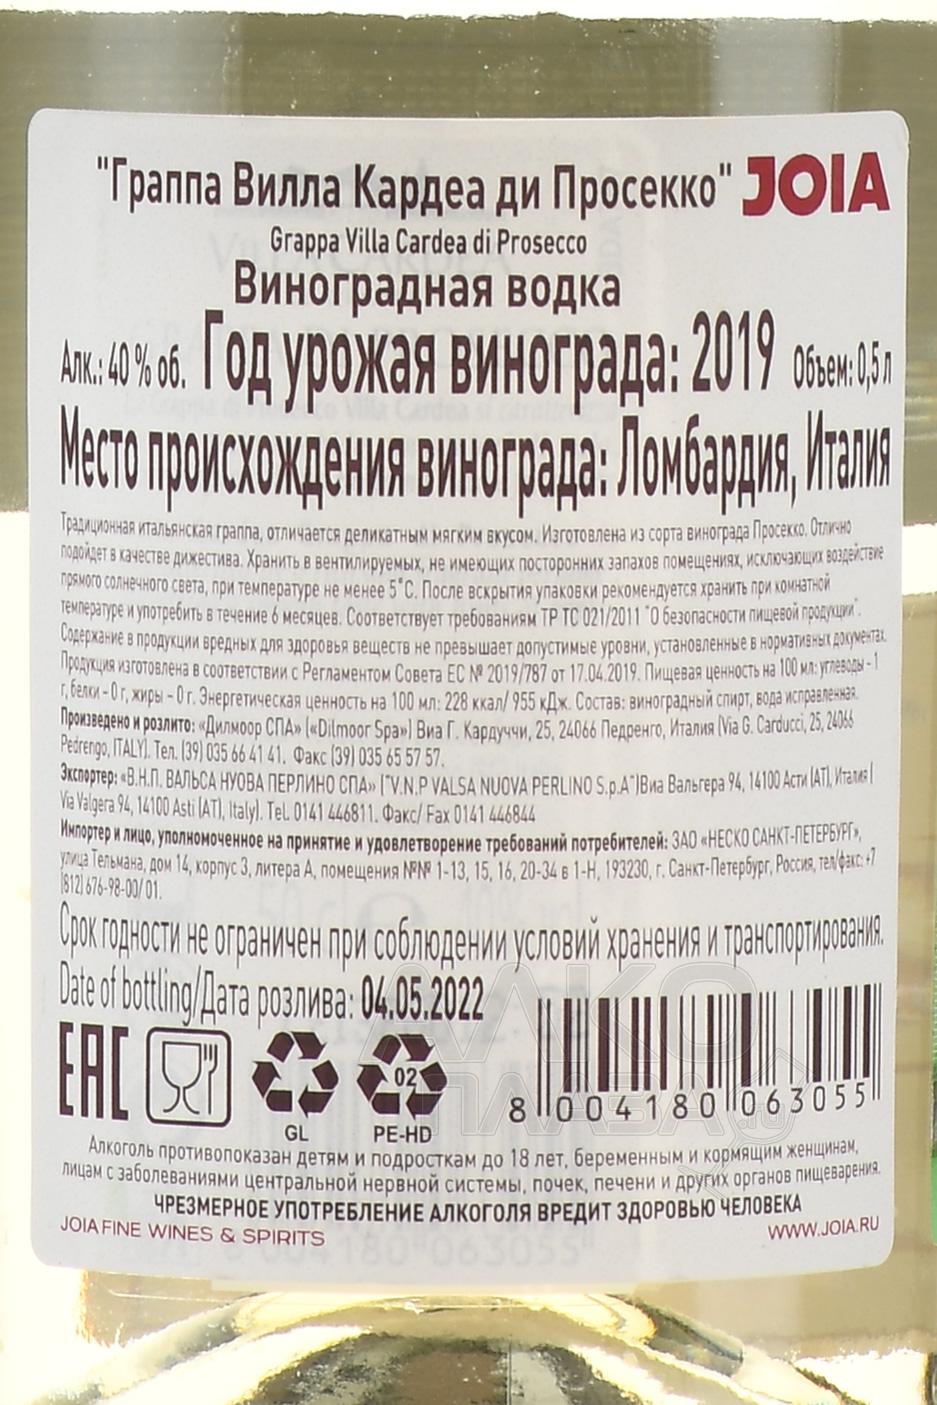 "Граппа Вилла Кардеа ди Просекко" JOIA
Grappa Villa Cardea di Prosecco
Виноградная водка
Алк.: 40 % об. Год урожая винограда: 2019 Объем: 0,5 л
Место происхождения винограда: Ломбардия, Италия
Традиционная итальянская граппа, отличается деликатным мягким вкусом. Изготовлена из сорта винограда Просекко. Отлично
подойдет в качестве дижестива. Хранить в вентилируемых, не имеющих посторонних запахов помещениях, исключающих воздействие
прямого солнечного света, при температуре не менее 5˚С. После вскрытия упаковки рекомендуется хранить при комнатной
температуре и употребить в течение 6 месяцев. Соответствует требованиям ТР ТС 021/2011 "О безопасности пищевой продукции".
Содержание в продукции вредных для здоровья веществ не превышает допустимые уровни, установленные в нормативных документах.
Продукция изготовлена в соответствии с Регламентом Совета ЕС № 2019/787 от 17.04.2019. Пищевая ценность на 100 мл: углеводы - 1
г, белки - 0 г, жиры - 0 г. Энергетическая ценность на 100 мл: 228 ккал/ 955 кДж. Состав: виноградный спирт, вода исправленная.
Произведено и розлито: «Дилмоор СПА» («Dilmoor Spa») Виа Г. Кардуччи, 25, 24066 Педренго, Италия (Via G. Carducci, 25, 24066
Pedrengo, ITALY). Тел. (39) 035 66 41 41. Факс (39) 035 65 57 57.
Экспортер: «В.Н.П. ВАЛЬСА НУОВА ПЕРЛИНО СПА» ("V.N.P VALSA NUOVA PERLINO S.p.A")Виа Вальгера 94, 14100 Асти (АТ), Италия (
Via Valgera 94, 14100 Asti (AT), Italy). Tel. 0141 446811. Факс/ Fax 0141 446844
Импортер и лицо, уполномоченное на принятие и удовлетворение требований потребителей: ЗАО «НЕСКО САНКТ-ПЕТЕРБУРГ»,
улица Тельмана, дом 14, корпус 3, литера А, помещения №№ 1-13, 15, 16, 20-34 в 1-Н, 193230, г. Санкт-Петербург, Россия, тел/факс: +7
(812) 676-98-00/ 01.
Срок годности не ограничен при соблюдении условий хранения и транспортирования.
Date of bottling/Дата розлива: 04.05.2022
EAC
02
GL PE-HD
8 004180 063055
Алкоголь противопоказан детям и подросткам до 18 лет, беременным и кормящим женщинам,
лицам с заболеваниями центральной нервной системы, почек, печени и других органов пищеварения.
ЧРЕЗМЕРНОЕ УПОТРЕБЛЕНИЕ АЛКОГОЛЯ ВРЕДИТ ЗДОРОВЬЮ ЧЕЛОВЕКА
JOIA FINE WINES & SPIRITS WWW.JOIA.RU
АЛКО
ПЛАЗА.ru